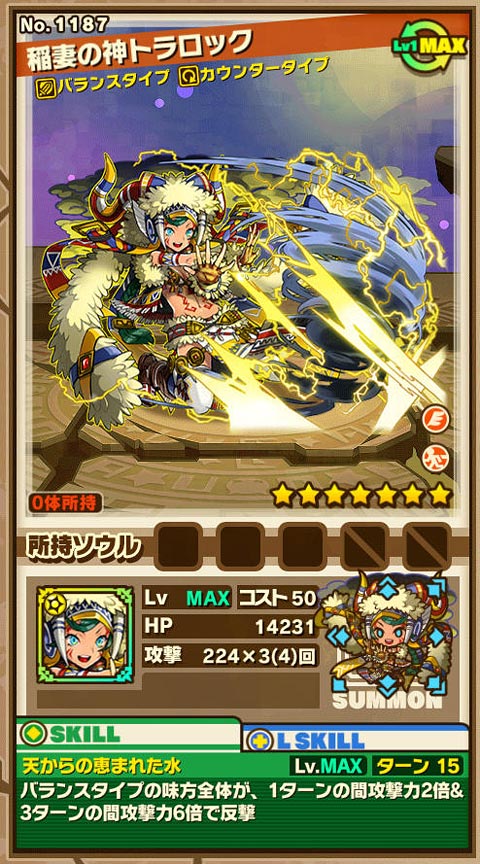 No.1187
稲妻の神トラロック
Lv1 MAX
バランスタイプ カウンタータイプ
E
0体所持
所持ソウル
Lv MAX コスト 50
HP 14231
攻撃 224×3(4)回
SUMMON
SKILL
L SKILL
天からの恵まれた水 Lv.MAX ターン 15
バランスタイプの味方全体が、1ターンの間攻撃力2倍&
3ターンの間攻撃力6倍で反撃